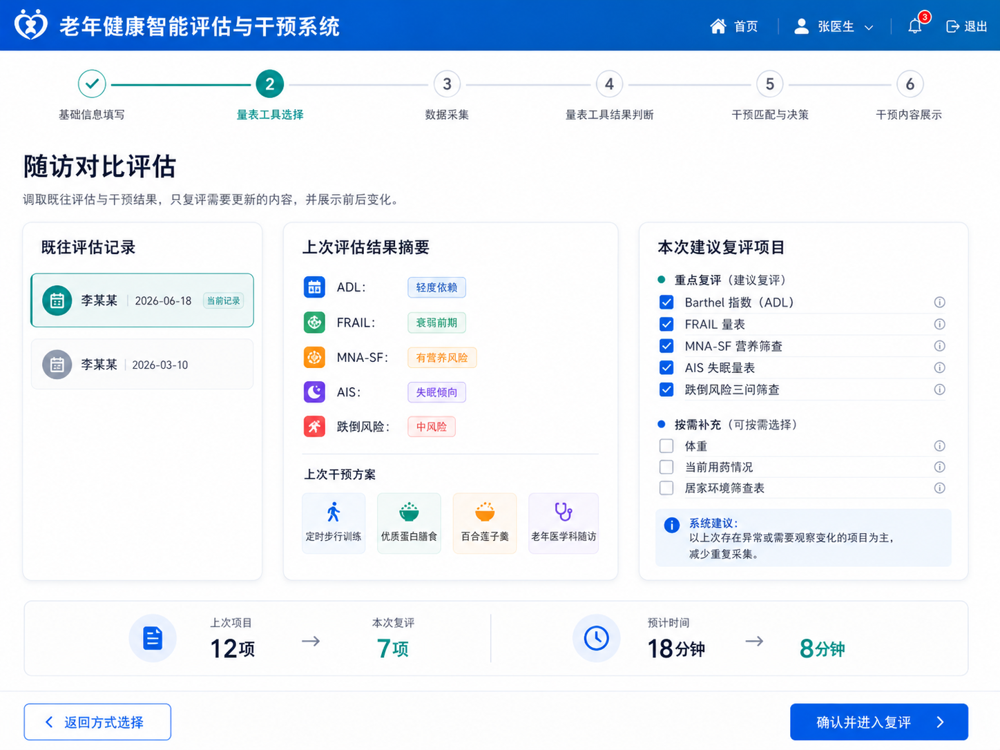 老年健康智能评估与干预系统
首页
张医生
3
退出
2
3
4
5
6
基础信息填写
量表工具选择
数据采集
量表工具结果判断
干预匹配与决策
干预内容展示
随访对比评估
调取既往评估与干预结果，只复评需要更新的内容，并展示前后变化。
既往评估记录
李某某
2026-06-18
当前记录
李某某
2026-03-10
上次评估结果摘要
ADL：
轻度依赖
FRAIL：
衰弱前期
MNA-SF：
有营养风险
AIS：
失眠倾向
跌倒风险：
中风险
上次干预方案
定时步行训练
优质蛋白膳食
百合莲子羹
老年医学科随访
本次建议复评项目
重点复评（建议复评）
Barthel 指数（ADL）
FRAIL 量表
MNA-SF 营养筛查
AIS 失眠量表
跌倒风险三问筛查
按需补充（可按需选择）
体重
当前用药情况
居家环境筛查表
系统建议：
以上次存在异常或需要观察变化的项目为主，
减少重复采集。
上次项目
12项
本次复评
7项
预计时间
18分钟
8分钟
返回方式选择
确认并进入复评